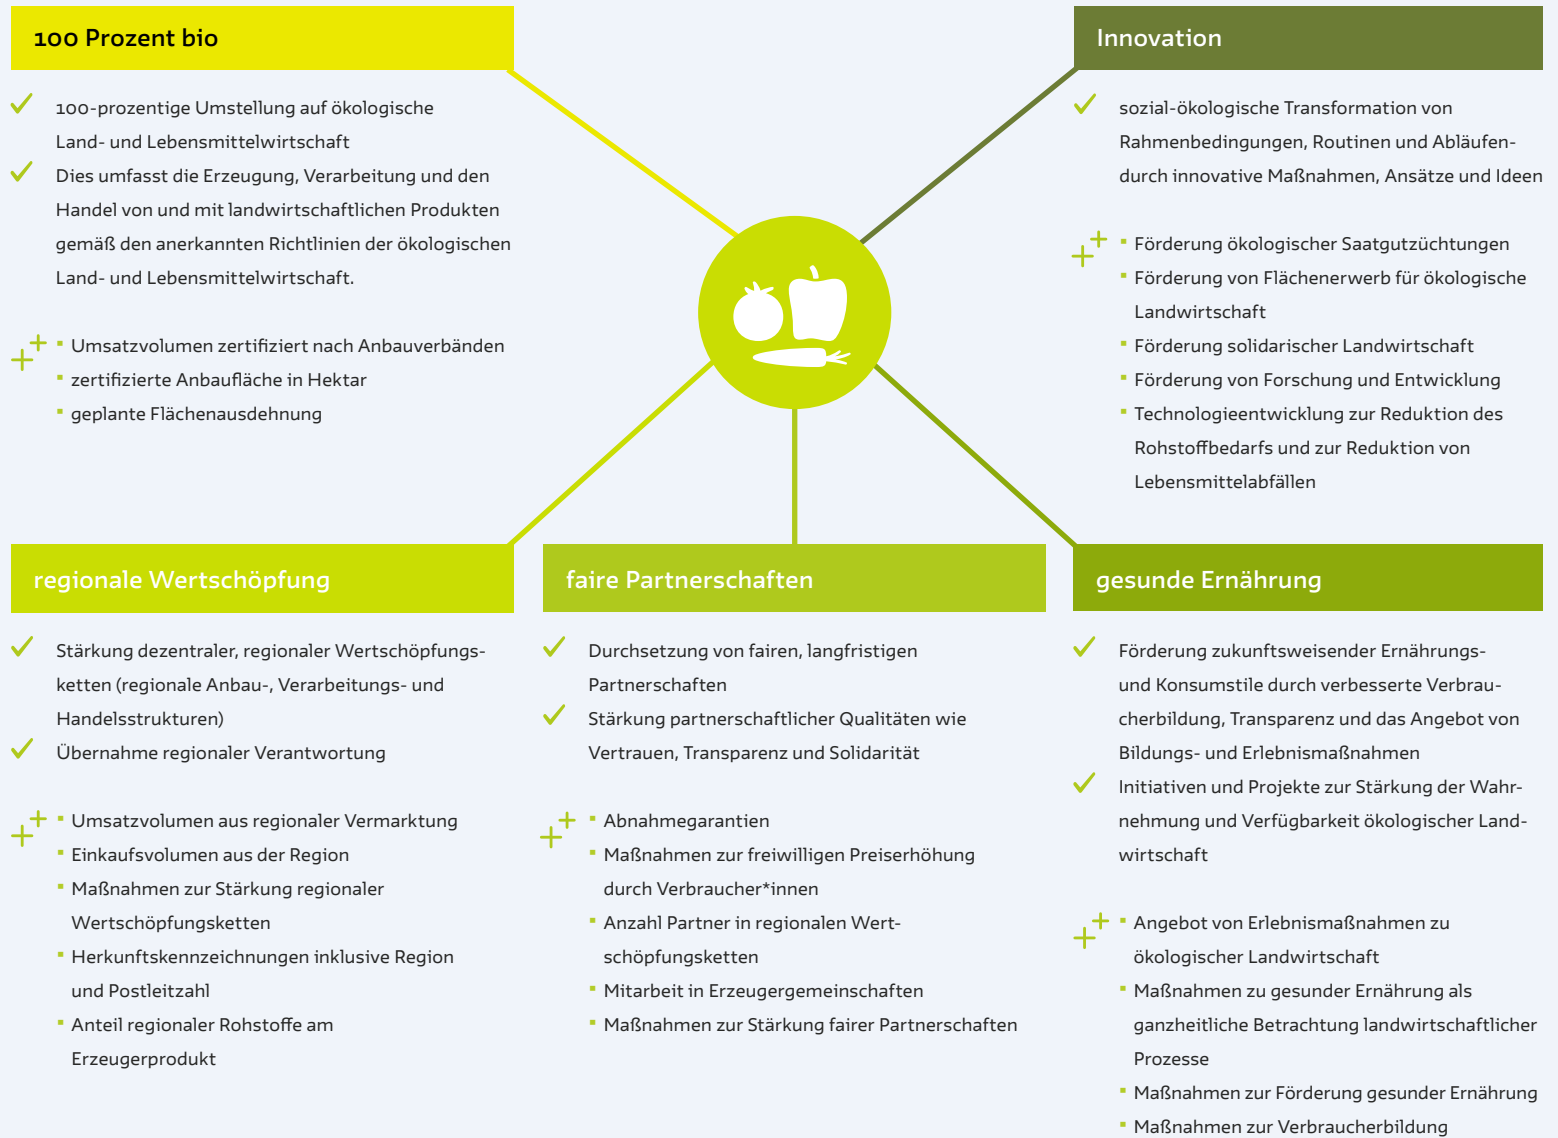 100 Prozent bio
100-prozentige Umstellung auf ökologische
Land- und Lebensmittelwirtschaft
Dies umfasst die Erzeugung, Verarbeitung und den
Handel von und mit landwirtschaftlichen Produkten
gemäß den anerkannten Richtlinien der ökologischen
Land- und Lebensmittelwirtschaft.
Umsatzvolumen zertifiziert nach Anbauverbänden
zertifizierte Anbaufläche in Hektar
geplante Flächenausdehnung
Innovation
sozial-ökologische Transformation von
Rahmenbedingungen, Routinen und Abläufen-
durch innovative Maßnahmen, Ansätze und Ideen
Förderung ökologischer Saatgutzüchtungen
Förderung von Flächenerwerb für ökologische
Landwirtschaft
Förderung solidarischer Landwirtschaft
Förderung von Forschung und Entwicklung
Technologieentwicklung zur Reduktion des
Rohstoffbedarfs und zur Reduktion von
Lebensmittelabfällen
regionale Wertschöpfung
Stärkung dezentraler, regionaler Wertschöpfungs-
ketten (regionale Anbau-, Verarbeitungs- und
Handelsstrukturen)
Übernahme regionaler Verantwortung
Umsatzvolumen aus regionaler Vermarktung
Einkaufsvolumen aus der Region
Maßnahmen zur Stärkung regionaler
Wertschöpfungsketten
Herkunftskennzeichnungen inklusive Region
und Postleitzahl
Anteil regionaler Rohstoffe am
Erzeugerprodukt
faire Partnerschaften
Durchsetzung von fairen, langfristigen
Partnerschaften
Stärkung partnerschaftlicher Qualitäten wie
Vertrauen, Transparenz und Solidarität
Abnahmegarantien
Maßnahmen zur freiwilligen Preiserhöhung
durch Verbraucher*innen
Anzahl Partner in regionalen Wert-
schöpfungsketten
Mitarbeit in Erzeugergemeinschaften
Maßnahmen zur Stärkung fairer Partnerschaften
gesunde Ernährung
Förderung zukunftsweisender Ernährungs-
und Konsumstile durch verbesserte Verbrau-
cherbildung, Transparenz und das Angebot von
Bildungs- und Erlebnismaßnahmen
Initiativen und Projekte zur Stärkung der Wahr-
nehmung und Verfügbarkeit ökologischer Land-
wirtschaft
Angebot von Erlebnismaßnahmen zu
ökologischer Landwirtschaft
Maßnahmen zu gesunder Ernährung als
ganzheitliche Betrachtung landwirtschaftlicher
Prozesse
Maßnahmen zur Förderung gesunder Ernährung
Maßnahmen zur Verbraucherbildung